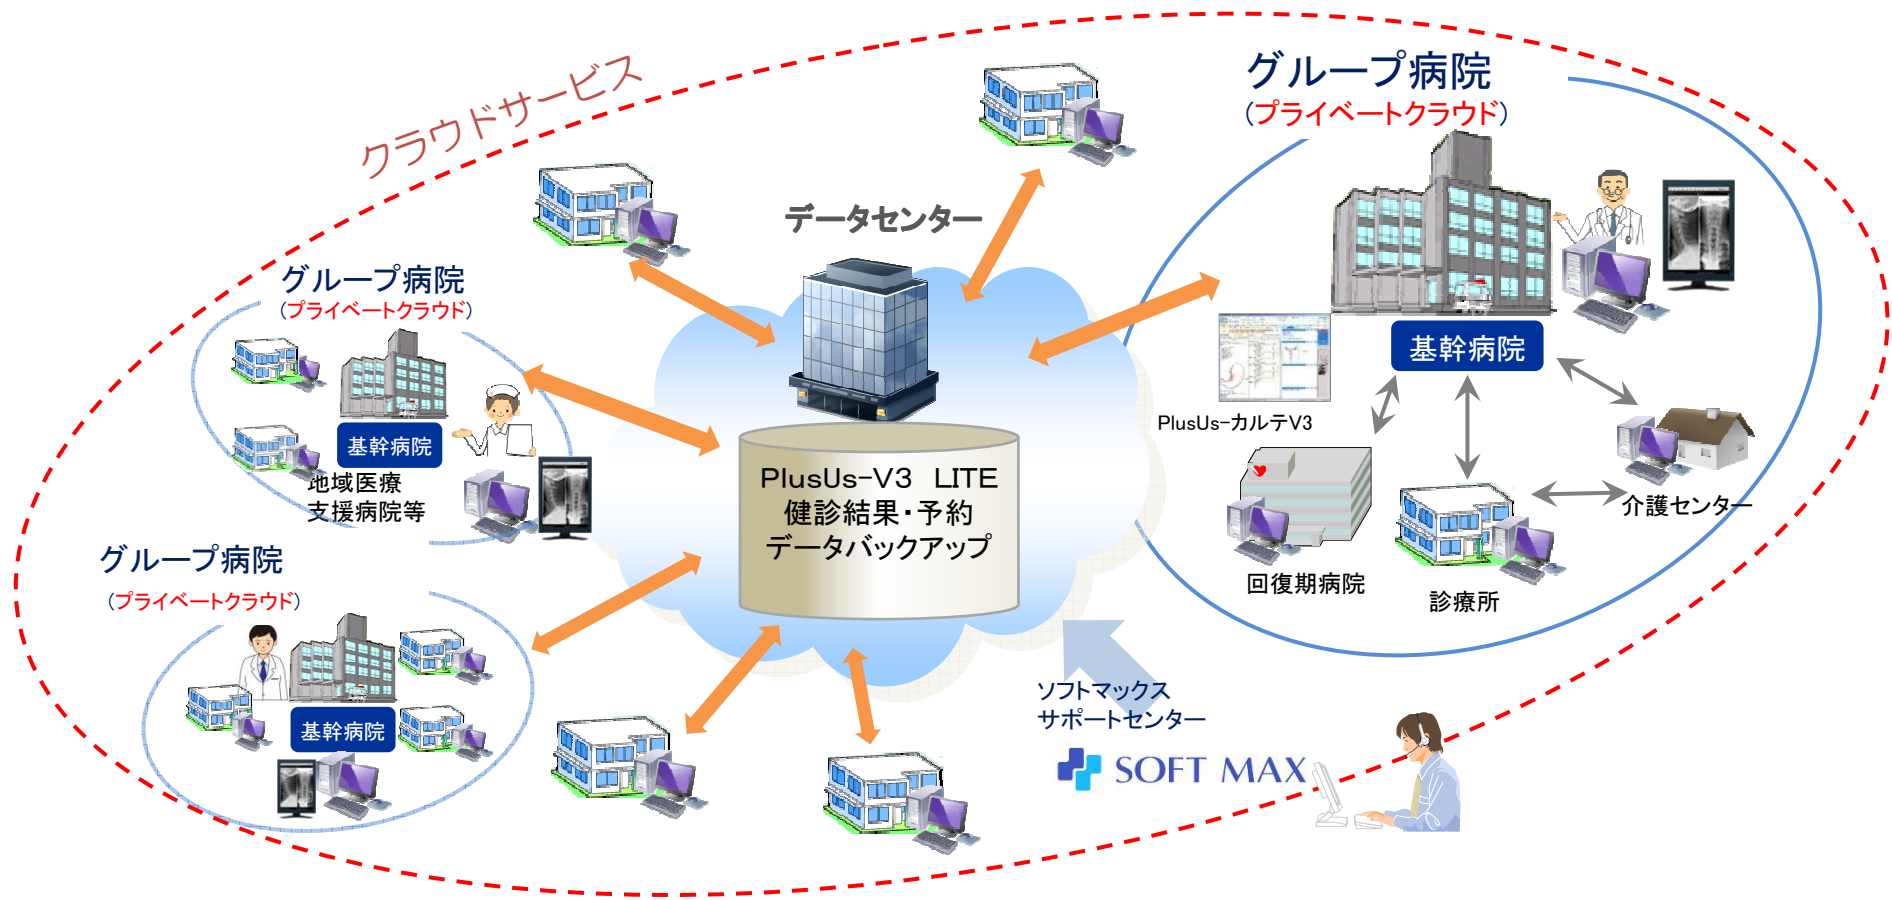 クラウドサービス
グループ病院
(プライベートクラウド)
データセンター
グループ病院
(プライベートクラウド)
基幹病院
PlusUs-カルテV3
基幹病院
地域医療
支援病院等
PlusUs-V3 LITE
健診結果・予約
データバックアップ
介護センター
回復期病院
診療所
グループ病院
(プライベートクラウド)
基幹病院
ソフトマックス
サポートセンター
SOFT MAX